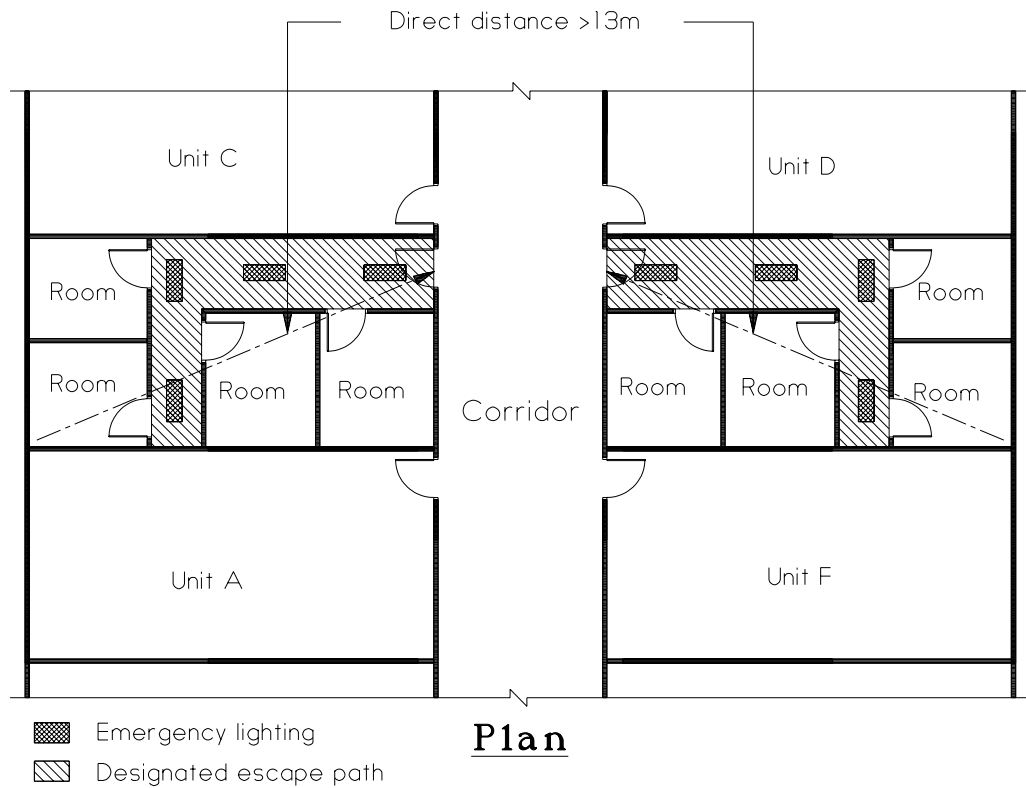 Direct distance >13m
Unit C
Unit D
Room
Room
Room
Room
Room
Room
Room
Room
Corridor
Unit A
Unit F
Emergency lighting
Plan
Designated escape path